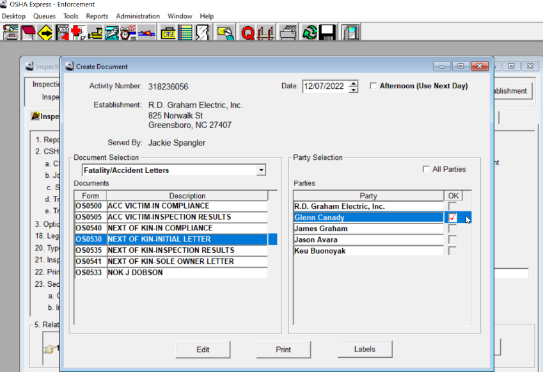 OSHA Express - Enforcement
Desktop Queues Tools Reports Administration Window Help
Inspecti
Create Document
Inspecti
Inspe
blishment
Inspe
Activity Number: 318236056
Date: 12/07/2022
Afternoon (Use Next Day)
Establishment: R.D. Graham Electric, Inc.
825 Norwalk St
Greensboro, NC 27407
Served By: Jackie Spangler
Document Selection
Fatality/Accident Letters
Documents
Form Description
OS0500 ACC VICTIM-IN COMPLIANCE
OS0505 ACC VICTIM-INSPECTION RESULTS
OS0540 NEXT OF KIN-IN COMPLIANCE
OS0530 NEXT OF KIN-INITIAL LETTER
OS0535 NEXT OF KIN-INSPECTION RESULTS
OS0541 NEXT OF KIN-SOLE OWNER LETTER
OS0533 NOK J DOBSON
Party Selection
All Parties
Parties
Party OK
R.D. Graham Electric, Inc.
Glenn Canady
James Graham
Jason Avara
Keu Buonoyak
Edit Print Labels
1. Repo
2. CSH
a. C
b. Jo
c. S
d. Tr
e. Tr
3. Optio
18. Leg
20. Typ
21. Insp
22. Prin
23. Sec
a. C
b. I
5. Relat